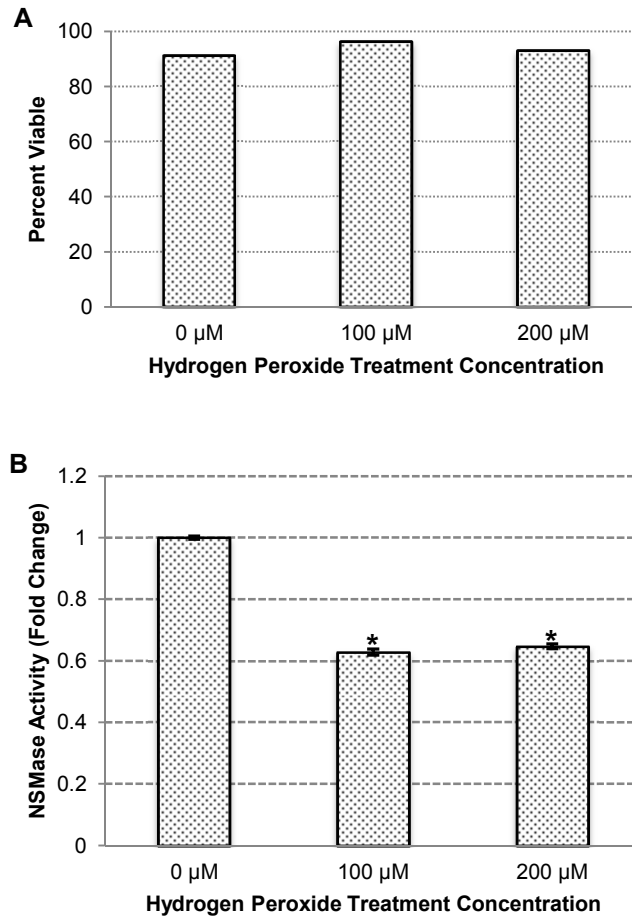 A
Percent Viable
100
80
60
40
20
0
0 µM 100 µM 200 µM
Hydrogen Peroxide Treatment Concentration
B
NSMase Activity (Fold Change)
1.2
1
0.8
0.6
0.4
0.2
0
* *
0 µM 100 µM 200 µM
Hydrogen Peroxide Treatment Concentration